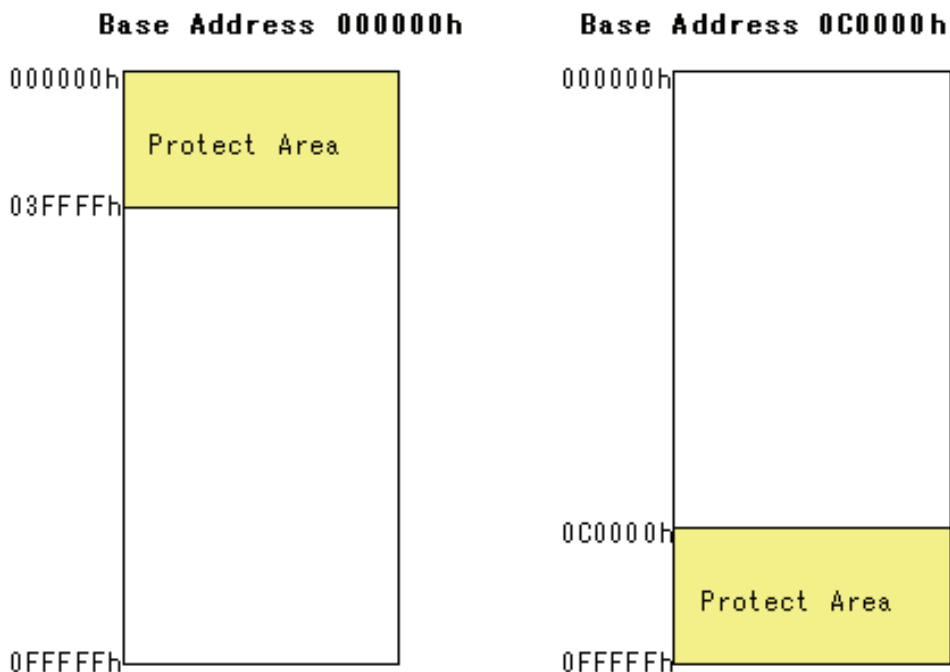 Base Address 000000h
000000h
Protect Area
03FFFFh
0FFFFFh
Base Address 0C0000h
000000h
0C0000h
Protect Area
0FFFFFh